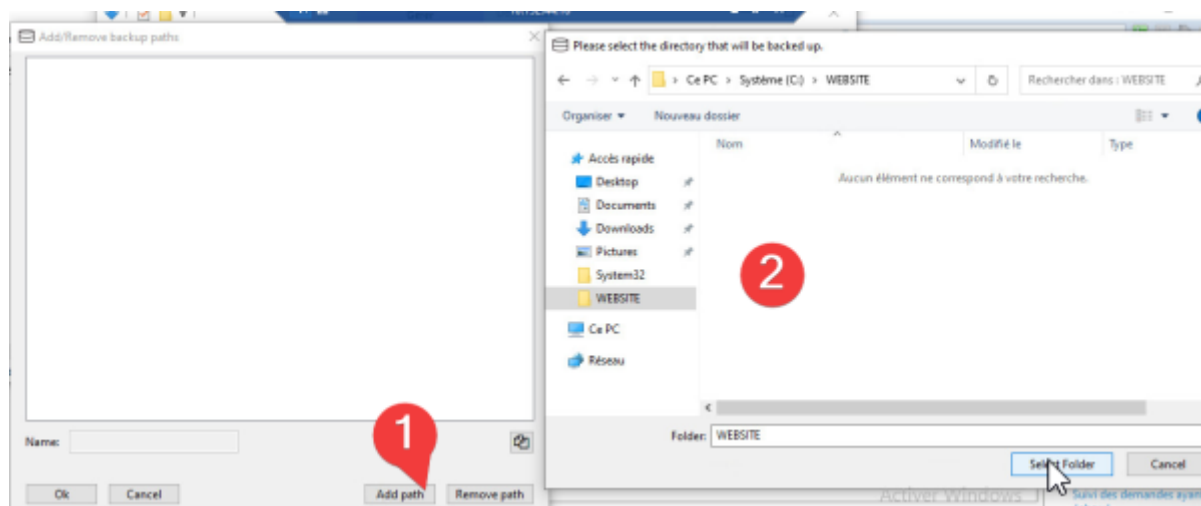 Add/Remove backup paths
Name:
1
Ok Cancel Add path Remove path
Please select the directory that will be backed up.
Ce PC > Système (C:) > WEBSITE
Rechercher dans : WEBSITE
Organiser Nouveau dossier
Nom Modifié le Type
Aucun élément ne correspond à votre recherche.
Accès rapide
Desktop
Documents
Downloads
Pictures
System32
WEBSITE
Ce PC
Réseau
2
Folder: WEBSITE
Select Folder Cancel
Activer Windows
Suivi des demandes ayan